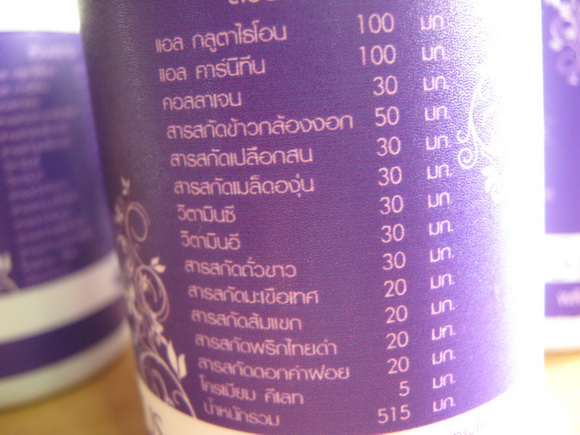 แอล กลูตาไธโอน 100 มก.
แอล คาร์นิทีน 100 มก.
คอลลาเจน 30 มก.
สารสกัดข้าวกล้องงอก 50 มก.
สารสกัดเปลือกสน 30 มก.
สารสกัดเมล็ดองุ่น 30 มก.
วิตามินซี 30 มก.
วิตามินอี 30 มก.
สารสกัดถั่วขาว 30 มก.
สารสกัดมะเขือเทศ 20 มก.
สารสกัดส้มแขก 20 มก.
สารสกัดพริกไทยดำ 20 มก.
สารสกัดดอกคำฝอย 20 มก.
โครเมียม คีเลท 5 มก.
น้ำหนักรวม 515 มก.